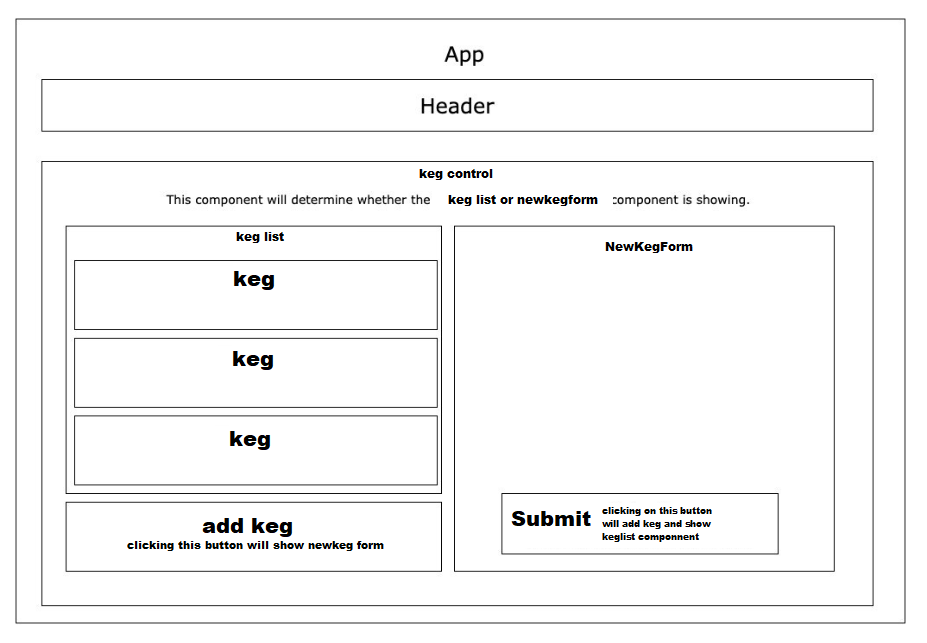 App
Header
keg control
This component will determine whether the keg list or newkegform component is showing.
keg list
keg
keg
keg
add keg
clicking this button will show newkeg form
NewKegForm
Submit
clicking on this button
will add keg and show
keglist componnent